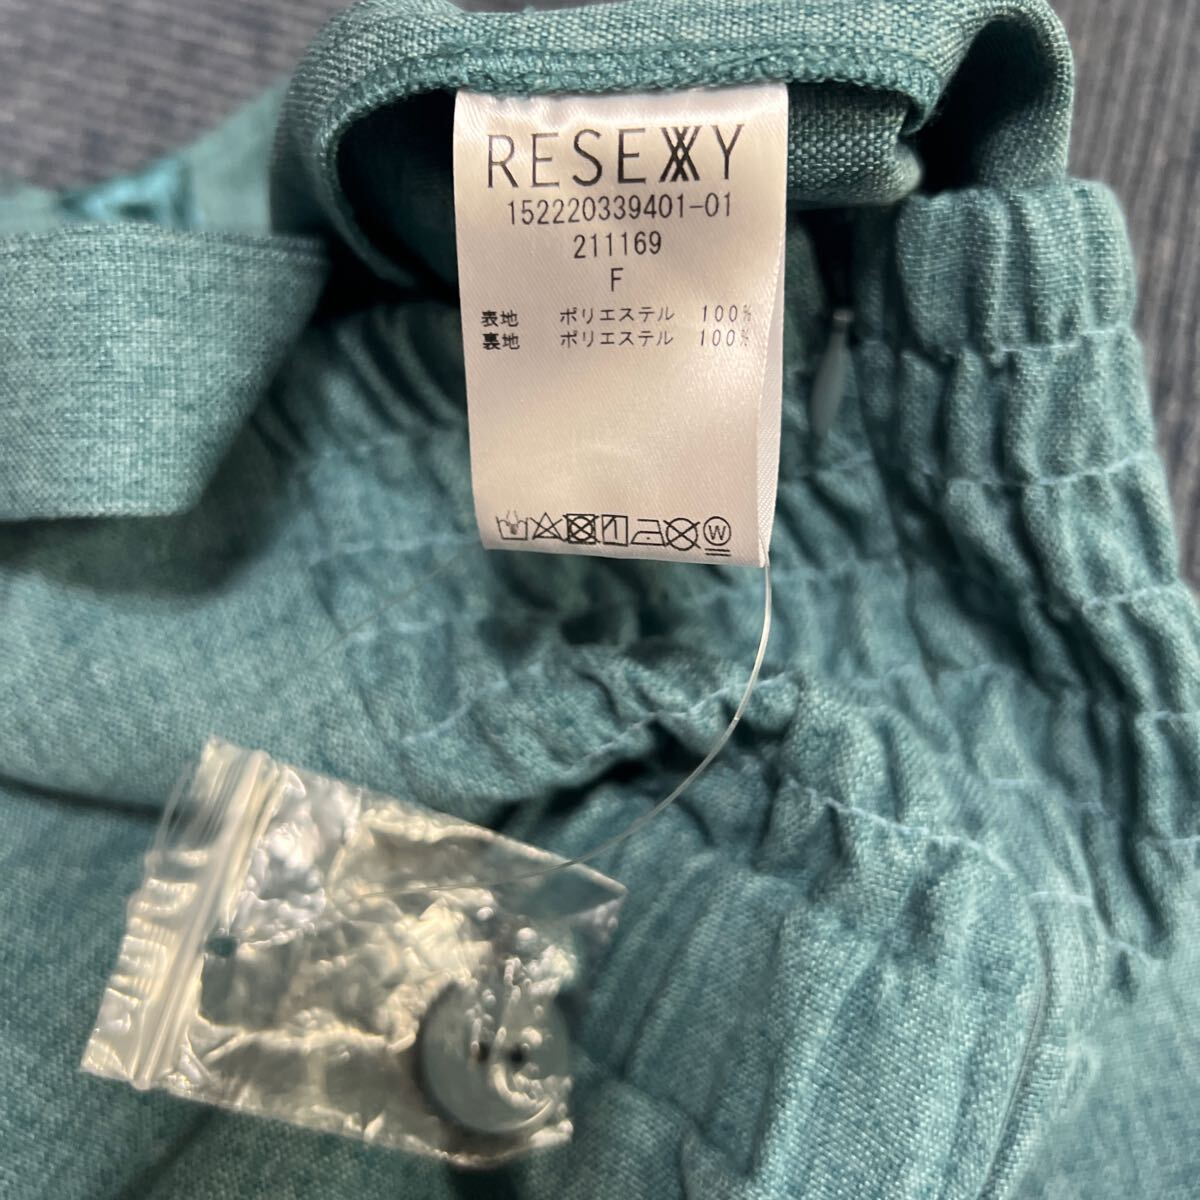 RESEXXY
152220339401-01
211169
F
表地 ポリエステル 100%
裏地 ポリエステル 100%
W